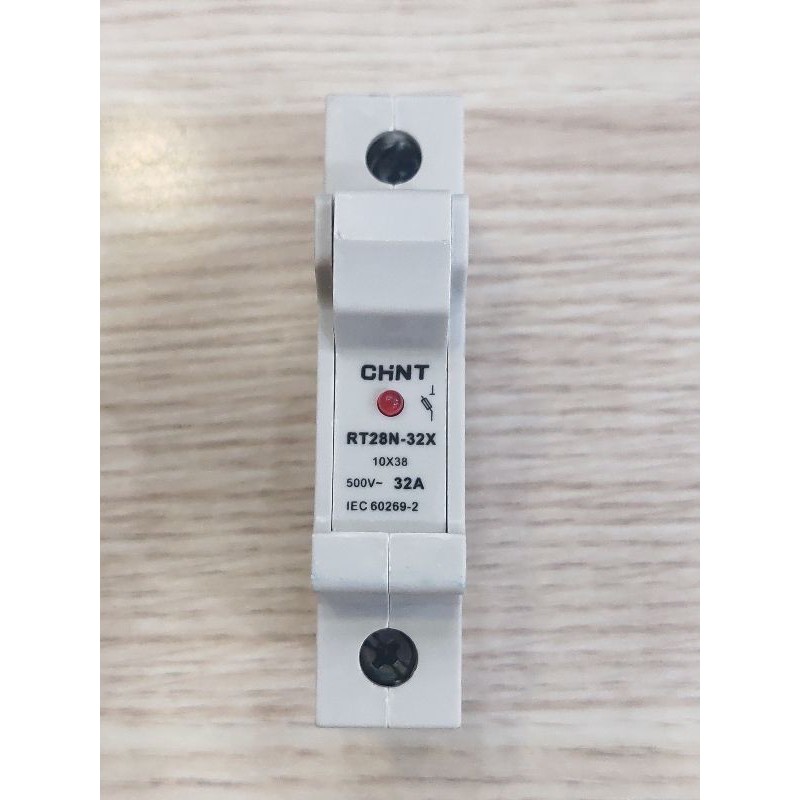 CHNT
RT28N-32X
10X38
500V~ 32A
IEC 60269-2